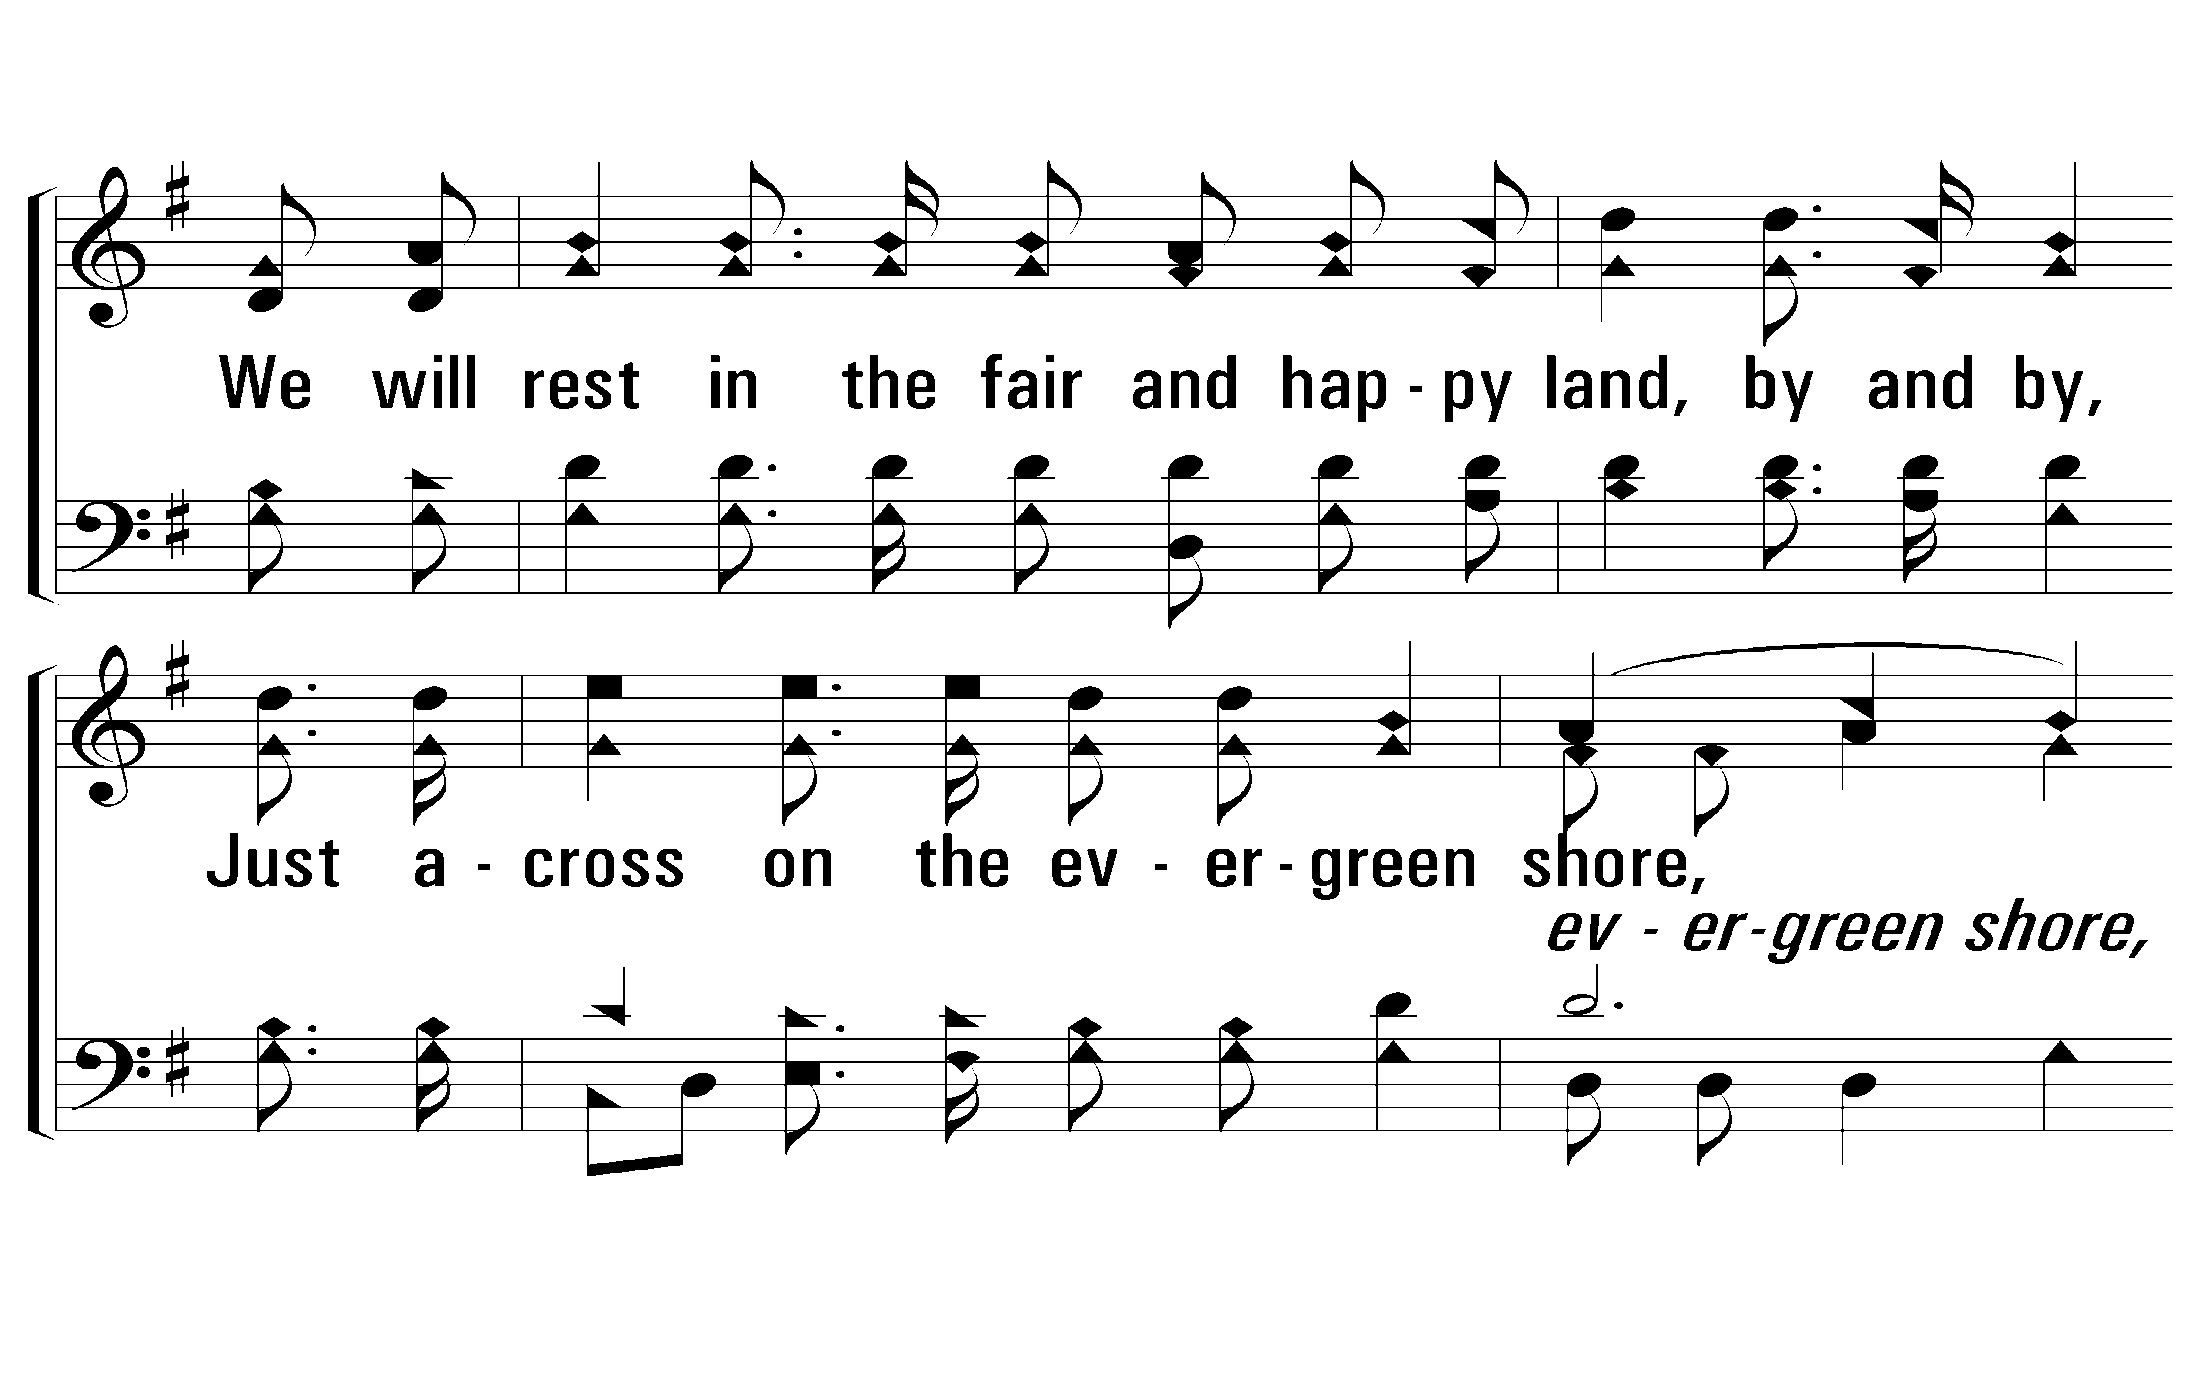 We will rest in the fair and hap - py land, by and by,
Just a - cross on the ev - er - green shore,
ev - er - green shore,